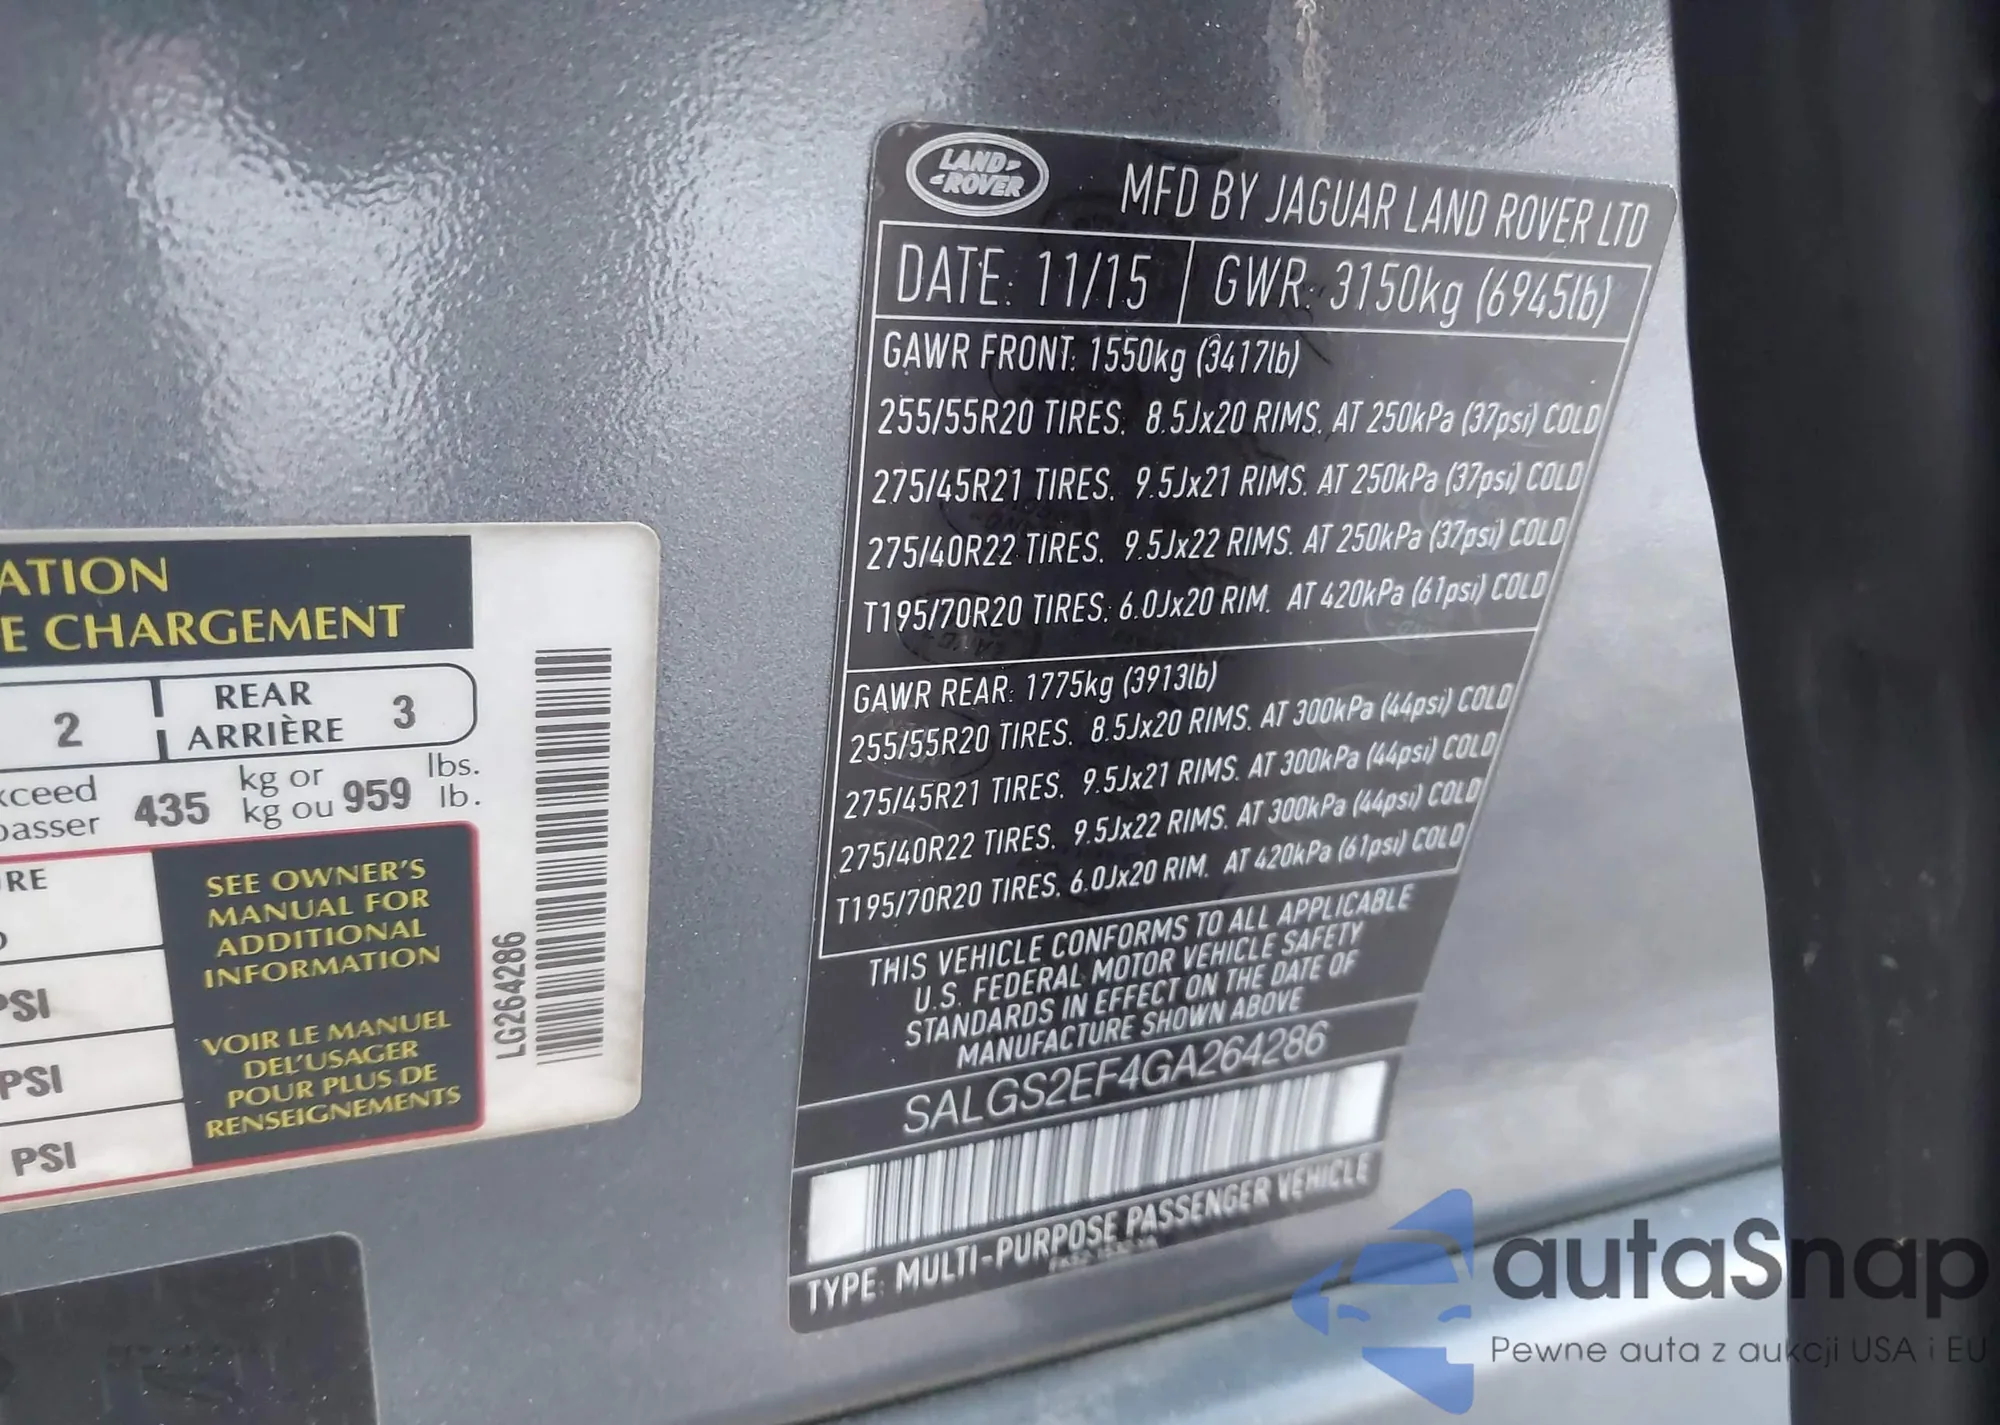 ATION
E CHARGEMENT
2
REAR
ARRIÈRE
3
xceed
passer
435
kg or
kg ou
959
lbs.
lb.
RE
PSI
PSI
PSI
SEE OWNER'S
MANUAL FOR
ADDITIONAL
INFORMATION
VOIR LE MANUEL
DEL'USAGER
POUR PLUS DE
RENSEIGNEMENTS
LG264286
LAND
ROVER
MFD BY JAGUAR LAND ROVER LTD
DATE: 11/15 GWR: 3150kg (6945lb)
GAWR FRONT: 1550kg (3417lb)
255/55R20 TIRES. 8.5Jx20 RIMS. AT 250kPa (37psi) COLD
275/45R21 TIRES. 9.5Jx21 RIMS. AT 250kPa (37psi) COLD
275/40R22 TIRES. 9.5Jx22 RIMS. AT 250kPa (37psi) COLD
T195/70R20 TIRES: 6.0Jx20 RIM. AT 420kPa (61psi) COLD
GAWR REAR: 1775kg (3913lb)
255/55R20 TIRES. 8.5Jx20 RIMS. AT 300kPa (44psi) COLD
275/45R21 TIRES. 9.5Jx21 RIMS. AT 300kPa (44psi) COLD
275/40R22 TIRES. 9.5Jx22 RIMS. AT 300kPa (44psi) COLD
T195/70R20 TIRES. 6.0Jx20 RIM. AT 420kPa (61psi) COLD
THIS VEHICLE CONFORMS TO ALL APPLICABLE
U.S. FEDERAL MOTOR VEHICLE SAFETY
STANDARDS IN EFFECT ON THE DATE OF
MANUFACTURE SHOWN ABOVE
SALGS2EF4GA264286
TYPE: MULTI-PURPOSE PASSENGER VEHICLE
autaSnap
Pewne auta z aukcji USA i EU